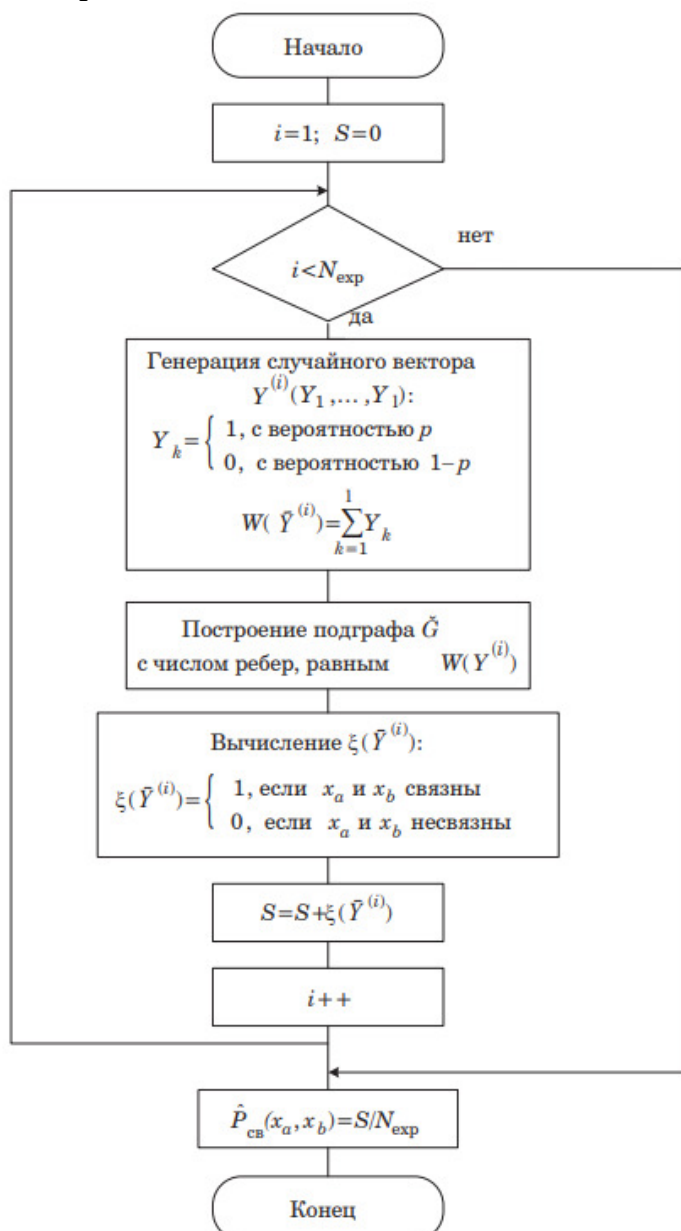 Начало
i=1; S=0
нет
i<N_exp
да
Генерация случайного вектора
Y^(i)(Y_1,…,Y_1):
Y_k = { 1, с вероятностью p
0, с вероятностью 1–p
W(Ȳ^(i))=∑_{k=1}^{1} Y_k
Построение подграфа Ǧ
с числом ребер, равным W(Y^(i))
Вычисление ξ(Ȳ^(i)):
ξ(Ȳ^(i))= { 1, если x_a и x_b связны
0, если x_a и x_b несвязны
S=S+ξ(Ȳ^(i))
i++
P̂_св(x_a,x_b)=S/N_exp
Конец